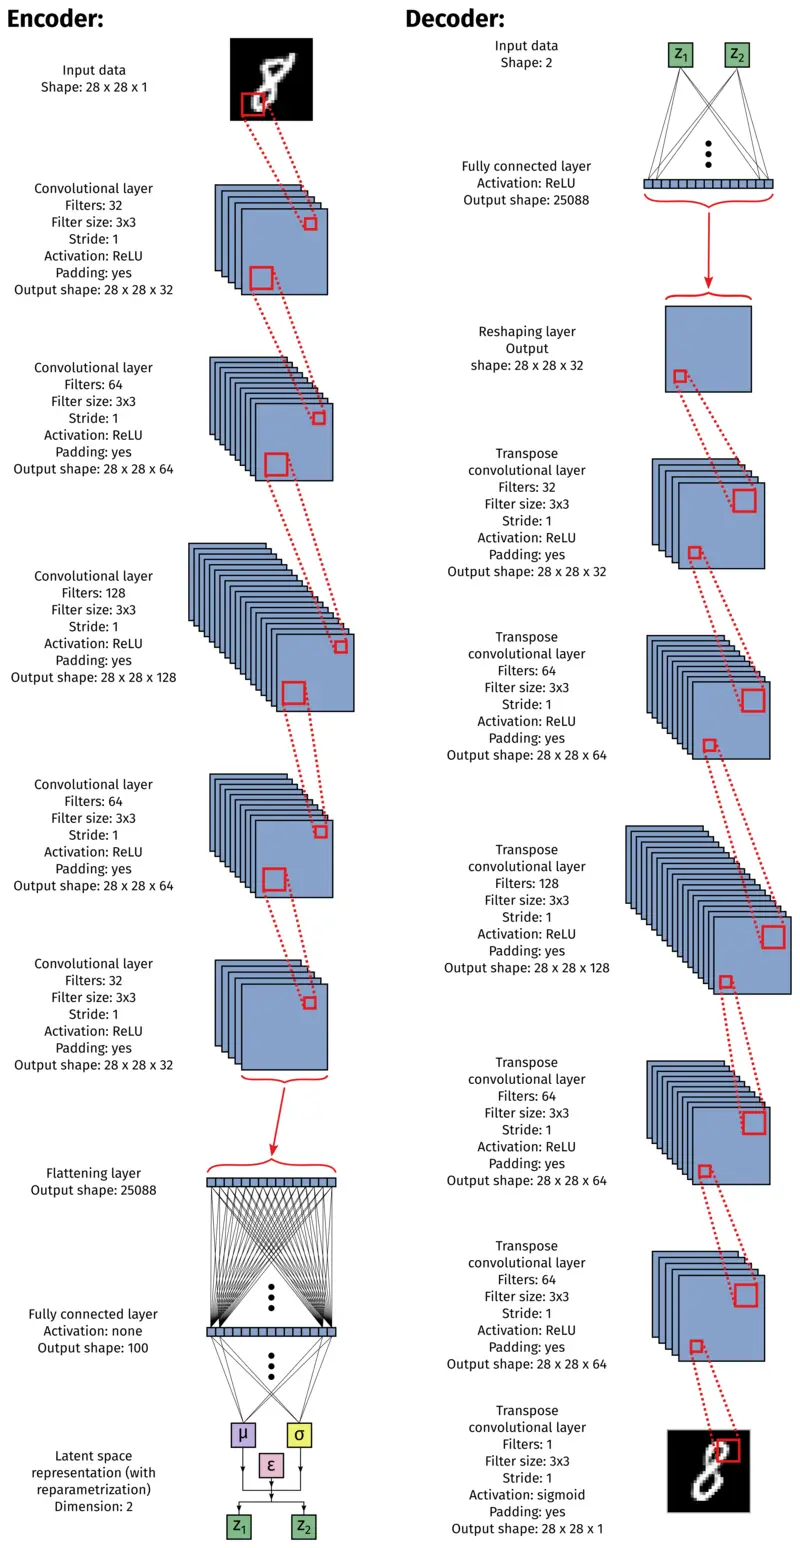 Encoder:
Input data
Shape: 28 x 28 x 1
Convolutional layer
Filters: 32
Filter size: 3x3
Stride: 1
Activation: ReLU
Padding: yes
Output shape: 28 x 28 x 32
Convolutional layer
Filters: 64
Filter size: 3x3
Stride: 1
Activation: ReLU
Padding: yes
Output shape: 28 x 28 x 64
Convolutional layer
Filters: 128
Filter size: 3x3
Stride: 1
Activation: ReLU
Padding: yes
Output shape: 28 x 28 x 128
Convolutional layer
Filters: 64
Filter size: 3x3
Stride: 1
Activation: ReLU
Padding: yes
Output shape: 28 x 28 x 64
Convolutional layer
Filters: 32
Filter size: 3x3
Stride: 1
Activation: ReLU
Padding: yes
Output shape: 28 x 28 x 32
Flattening layer
Output shape: 25088
Fully connected layer
Activation: none
Output shape: 100
μ σ
ε
Latent space
representation (with
reparametrization)
Dimension: 2
z₁ z₂
Decoder:
Input data
Shape: 2
z₁ z₂
Fully connected layer
Activation: ReLU
Output shape: 25088
Reshaping layer
Output
shape: 28 x 28 x 32
Transpose
convolutional layer
Filters: 32
Filter size: 3x3
Stride: 1
Activation: ReLU
Padding: yes
Output shape: 28 x 28 x 32
Transpose
convolutional layer
Filters: 64
Filter size: 3x3
Stride: 1
Activation: ReLU
Padding: yes
Output shape: 28 x 28 x 64
Transpose
convolutional layer
Filters: 128
Filter size: 3x3
Stride: 1
Activation: ReLU
Padding: yes
Output shape: 28 x 28 x 128
Transpose
convolutional layer
Filters: 64
Filter size: 3x3
Stride: 1
Activation: ReLU
Padding: yes
Output shape: 28 x 28 x 64
Transpose
convolutional layer
Filters: 64
Filter size: 3x3
Stride: 1
Activation: ReLU
Padding: yes
Output shape: 28 x 28 x 64
Transpose
convolutional layer
Filters: 1
Filter size: 3x3
Stride: 1
Activation: sigmoid
Padding: yes
Output shape: 28 x 28 x 1
8
8